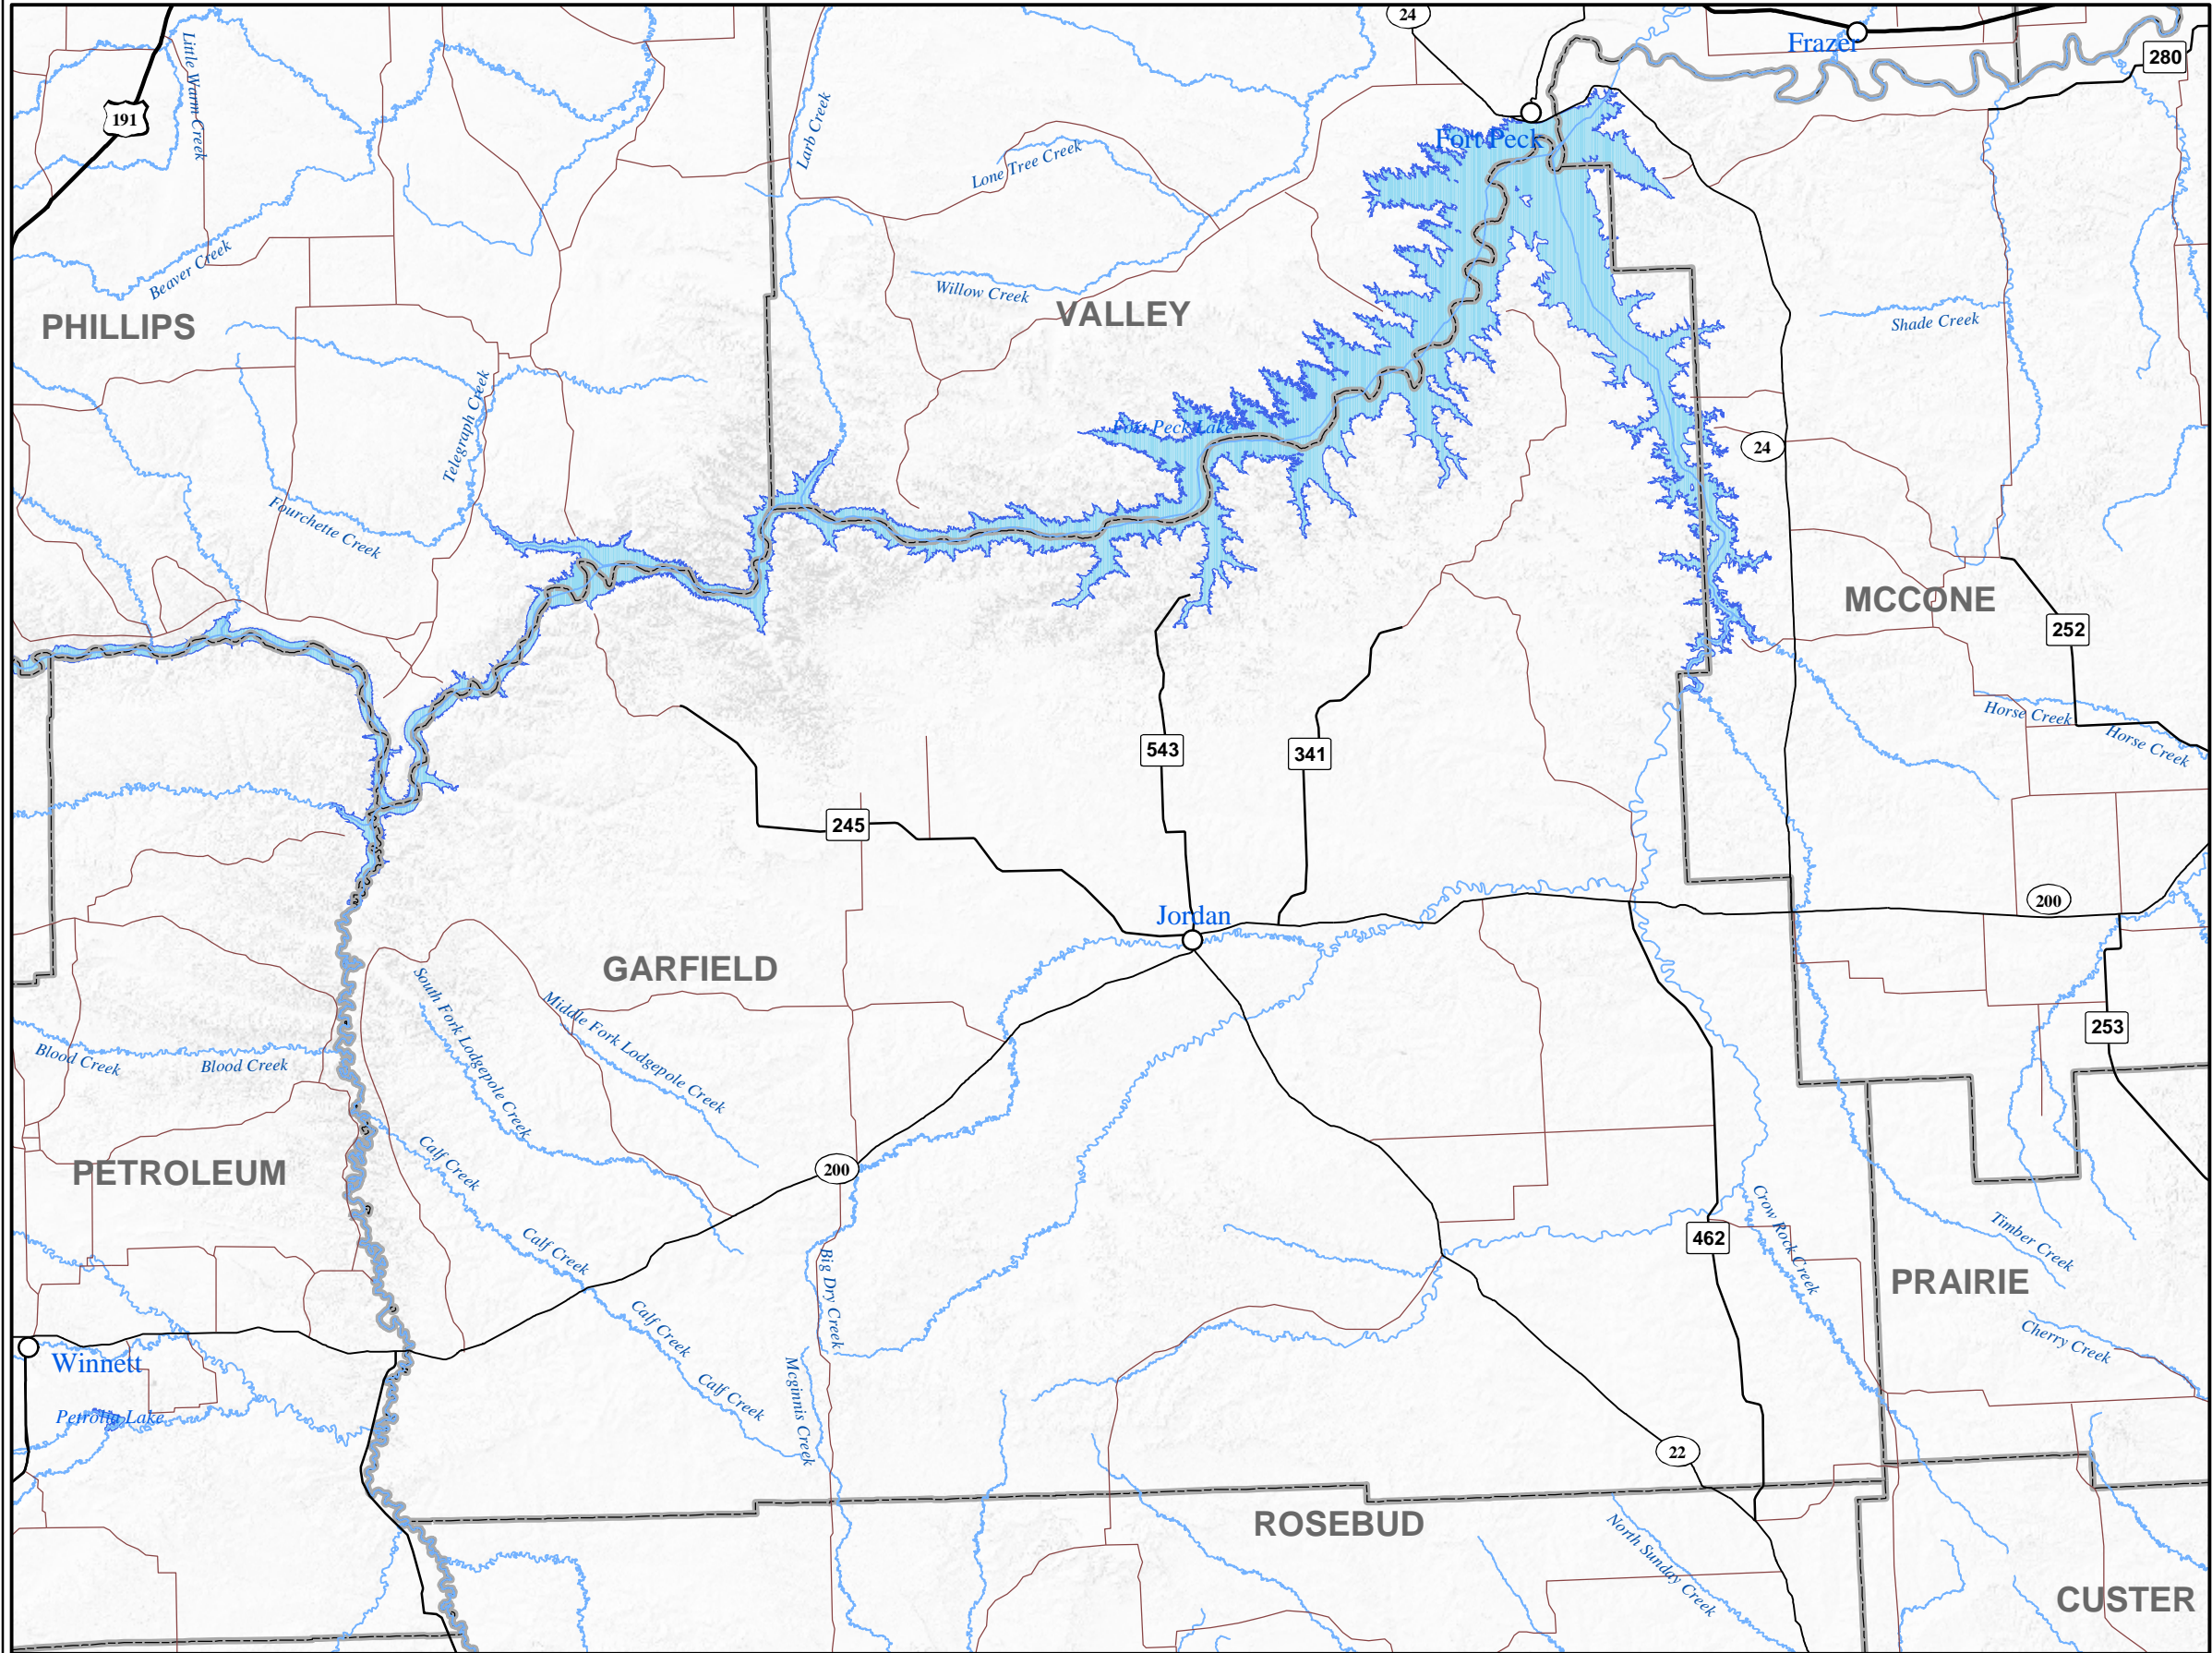 24
Frazer
280
191
Little Warm Creek
Larb Creek
Lone Tree Creek
Fort Peck
Beaver Creek
Willow Creek
VALLEY
PHILLIPS
Shade Creek
Telegraph Creek
Fort Peck Lake
24
Fourchette Creek
MCCONE
252
Horse Creek
Horse Creek
543
341
245
200
Jordan
GARFIELD
South Fork Lodgepole Creek
Middle Fork Lodgepole Creek
253
Blood Creek
Blood Creek
Calf Creek
PETROLEUM
200
Crow Rock Creek
Timber Creek
462
Calf Creek
Big Dry Creek
PRAIRIE
Calf Creek
Cherry Creek
Winnett
Mcginnis Creek
Calf Creek
Petrolia Lake
22
ROSEBUD
North Sunday Creek
CUSTER